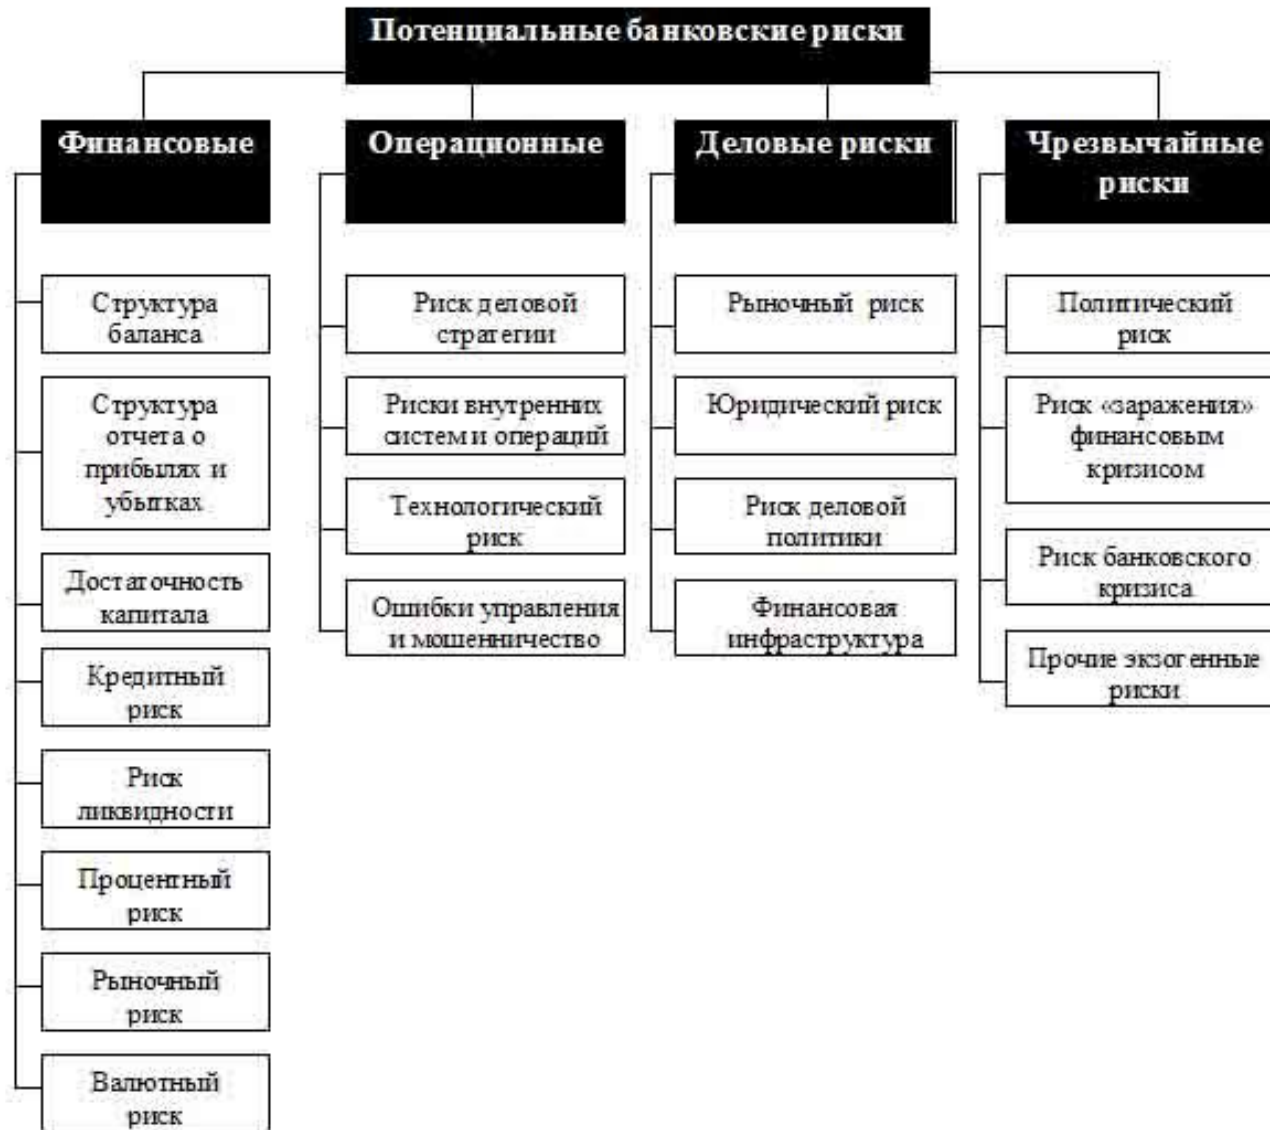 Потенциальные банковские риски
Финансовые
Структура
баланса
Структура
отчета о
прибылях и
убытках
Достаточность
капитала
Кредитный
риск
Риск
ликвидности
Процентный
риск
Рыночный
риск
Валютный
риск
Операционные
Риск деловой
стратегии
Риски внутренних
систем и операций
Технологический
риск
Ошибки управления
и мошенничество
Деловые риски
Рыночный риск
Юридический риск
Риск деловой
политики
Финансовая
инфраструктура
Чрезвычайные
риски
Политический
риск
Риск «заражения»
финансовым
кризисом
Риск банковского
кризиса
Прочие экзогенные
риски